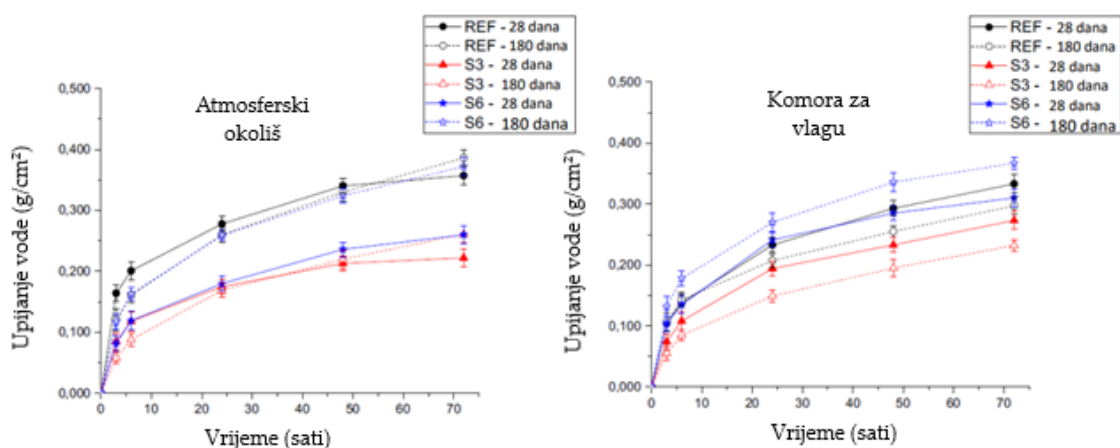 REF - 28 dana
REF - 180 dana
S3 - 28 dana
S3 - 180 dana
S6 - 28 dana
S6 - 180 dana
Atmosferski
okoliš
0,500
0,400
0,300
0,200
0,100
0,000
Upijanje vode (g/cm²)
0 10 20 30 40 50 60 70
Vrijeme (sati)
REF - 28 dana
REF - 180 dana
S3 - 28 dana
S3 - 180 dana
S6 - 28 dana
S6 - 180 dana
Komora za
vlagu
0,500
0,400
0,300
0,200
0,100
0,000
Upijanje vode (g/cm²)
0 10 20 30 40 50 60 70
Vrijeme (sati)